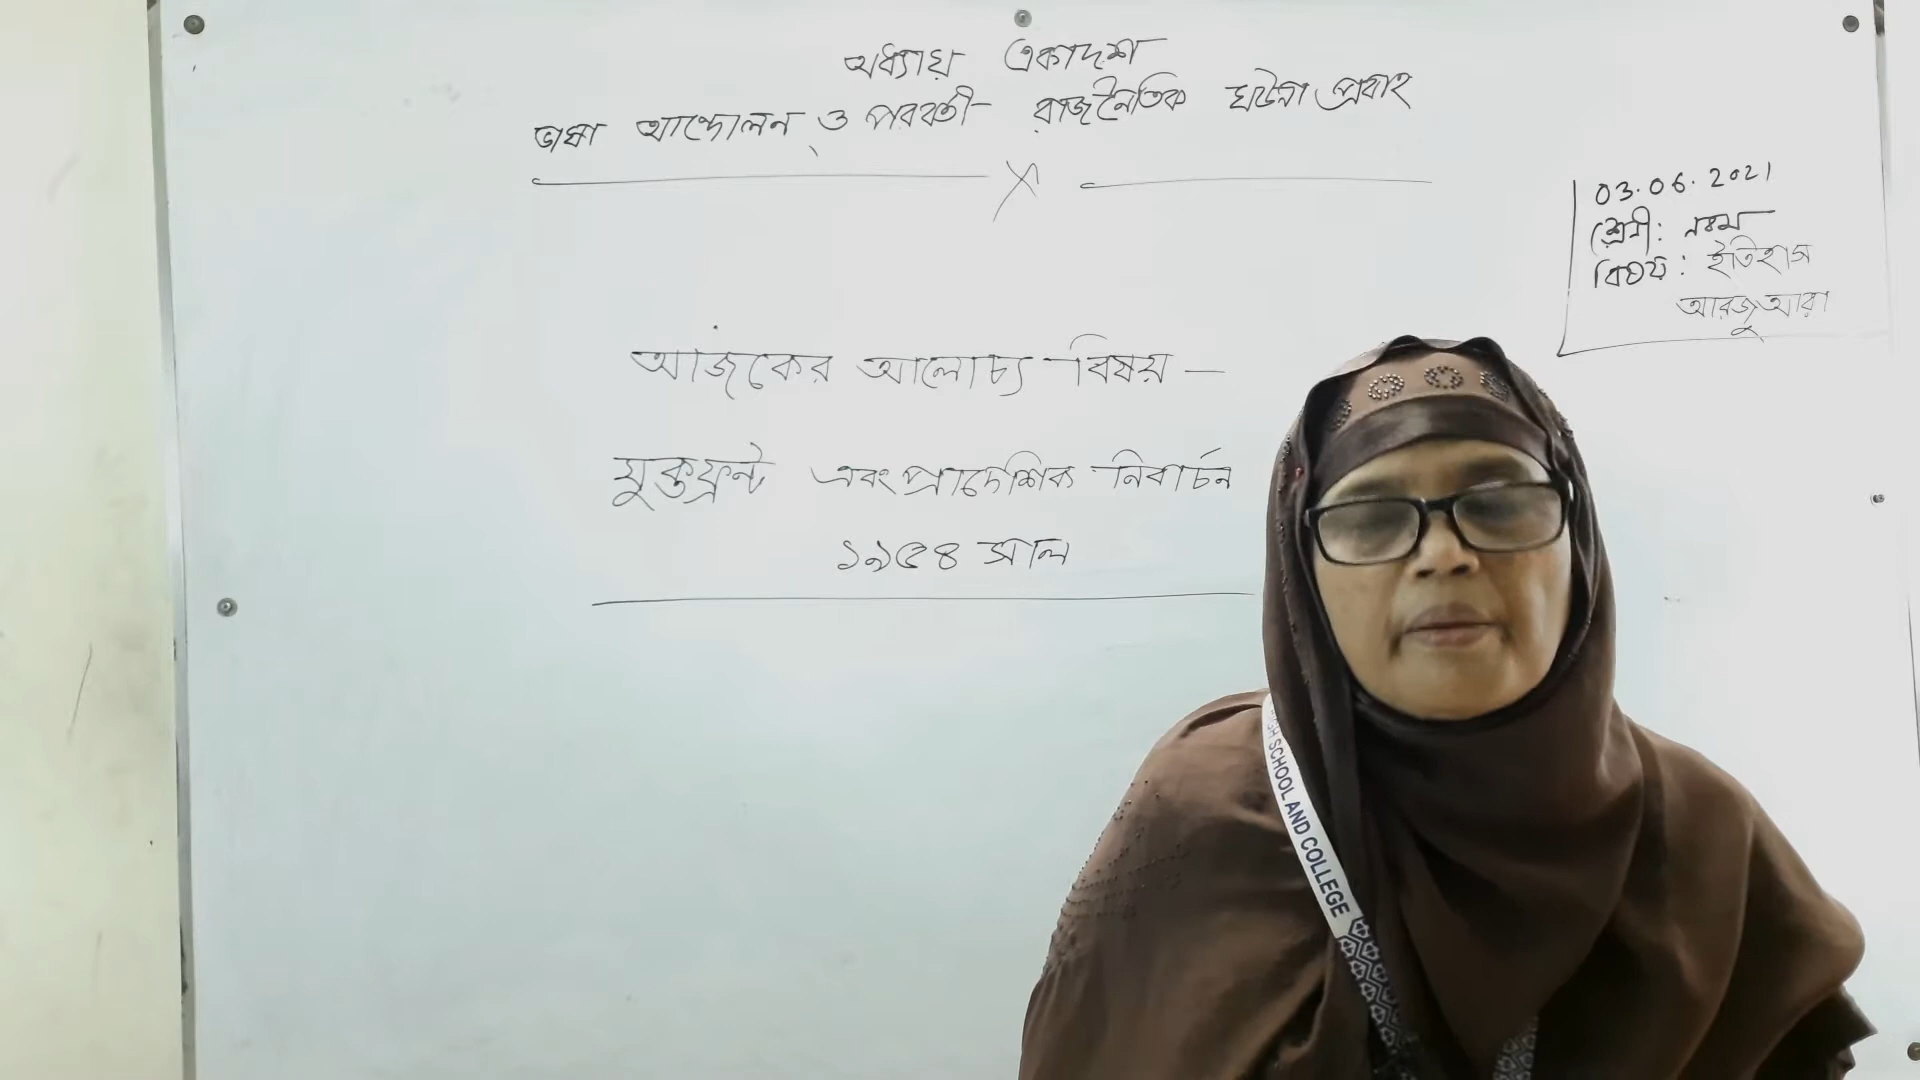 অধ্যায় একাদশ
ভাষা আন্দোলন ও পরবর্তী রাজনৈতিক ঘটনা প্রবাহ
03.06.2021
শ্রেণী: নবম
বিষয়: ইতিহাস
আরজু আরা
আজকের আলোচ্য বিষয় –
যুক্তফ্রন্ট এবং প্রাদেশিক নির্বাচন
১৯৫৪ সাল
SCHOOL AND COLLEGE